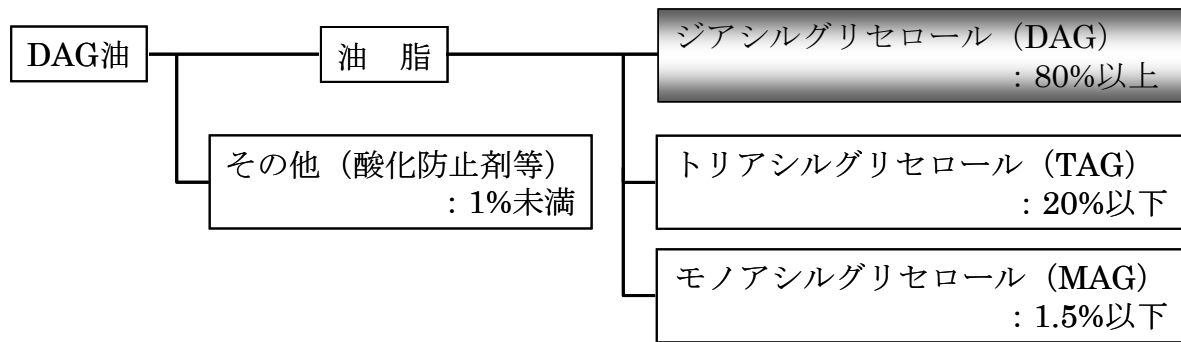 DAG油
油　脂
ジアシルグリセロール（DAG）
：80%以上
その他（酸化防止剤等）
：1%未満
トリアシルグリセロール（TAG）
：20%以下
モノアシルグリセロール（MAG）
：1.5%以下